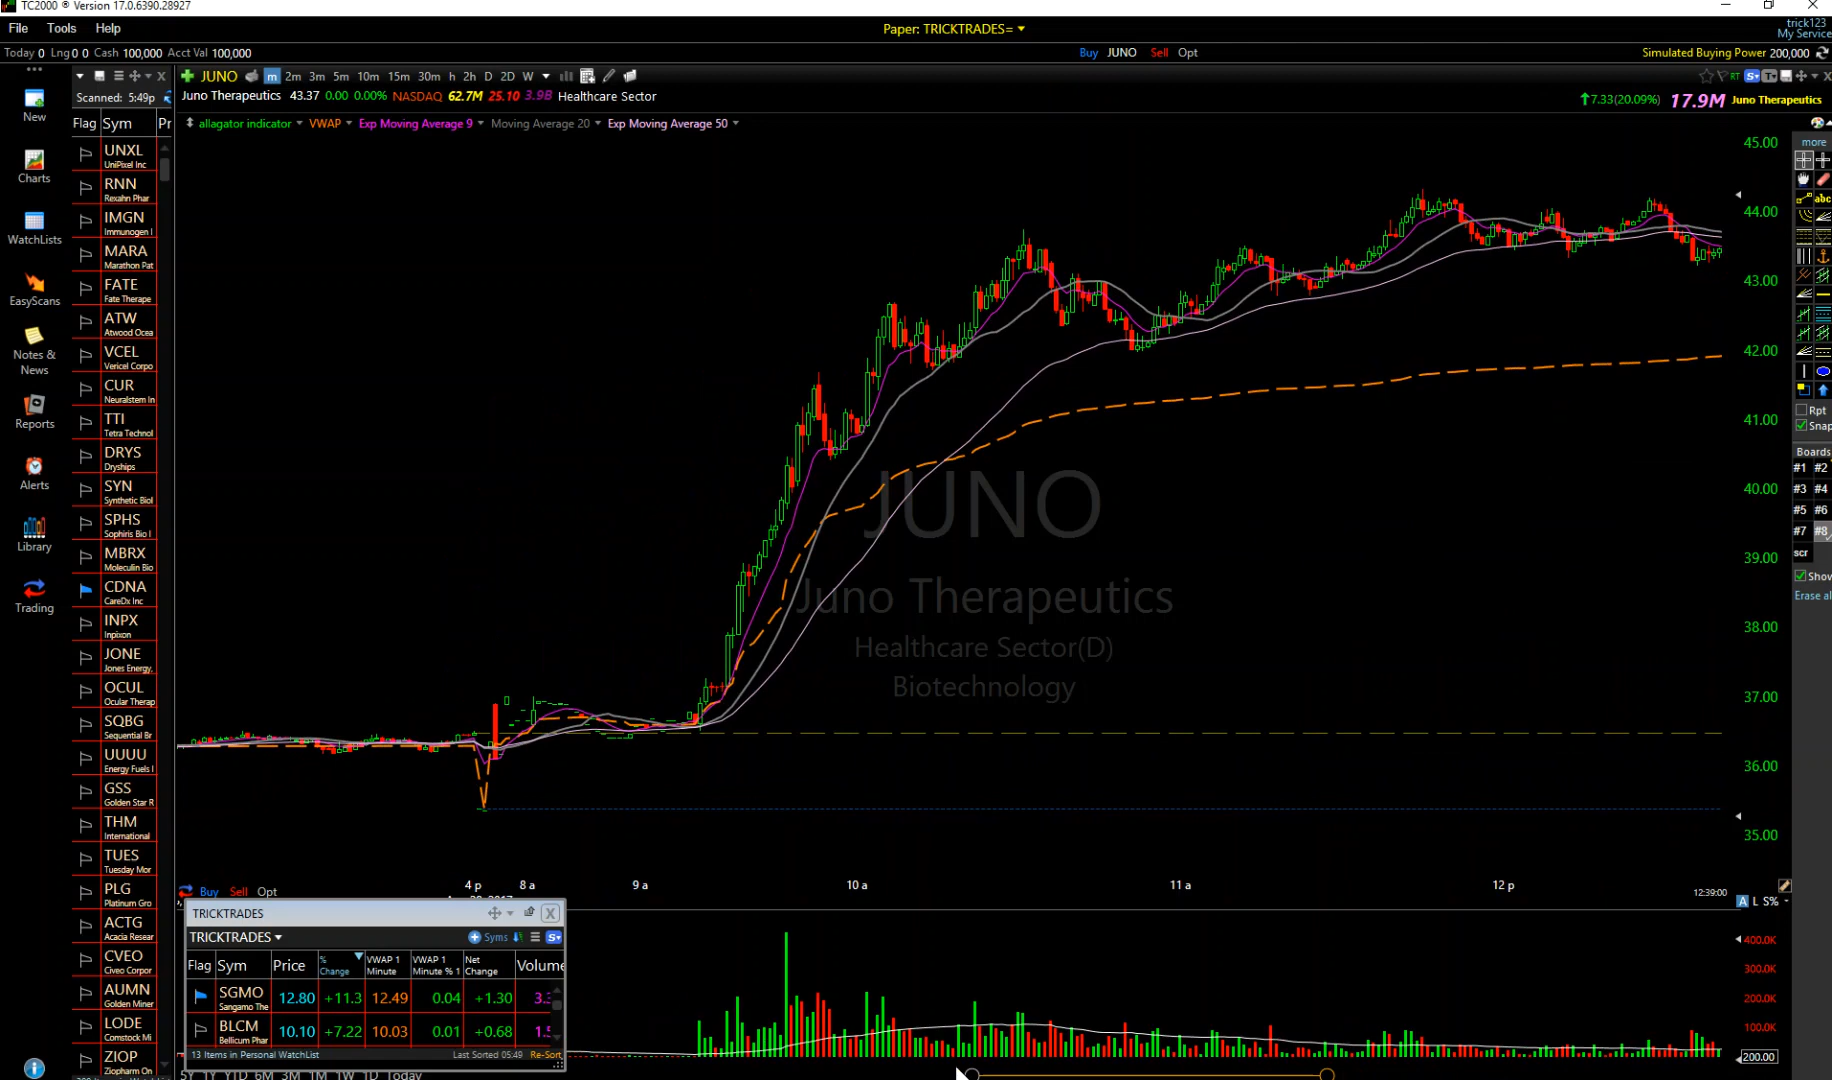 TC2000 ® Version 17.0.6390.28927
File Tools Help
Paper: TRICKTRADES=
trick123
My Service
Today 0 Lng 0 0 Cash 100,000 Acct Val 100,000
Buy JUNO Sell Opt
Simulated Buying Power 200,000
JUNO m 2m 3m 5m 10m 15m 30m h 2h D 2D W
Scanned: 5:49p
Juno Therapeutics 43.37 0.00 0.00% NASDAQ 62.7M 25.10 3.9B Healthcare Sector
7.33(20.09%) 17.9M Juno Therapeutics
allagator indicator VWAP Exp Moving Average 9 Moving Average 20 Exp Moving Average 50
New
Charts
WatchLists
EasyScans
Notes &
News
Reports
Alerts
Library
Trading
Flag Sym Pr
UNXL
UniPixel Inc
RNN
Rexahn Phar
IMGN
Immunogen I
MARA
Marathon Pat
FATE
Fate Therape
ATW
Atwood Ocea
VCEL
Vericel Corpo
CUR
Neuralstem In
TTI
Tetra Technol
DRYS
Dryships
SYN
Synthetic Biol
SPHS
Sophiris Bio I
MBRX
Moleculin Bio
CDNA
CareDx Inc
INPX
Inpixon
JONE
Jones Energy,
OCUL
Ocular Therap
SQBG
Sequential Br
UUUU
Energy Fuels I
GSS
Golden Star R
THM
International
TUES
Tuesday Mor
PLG
Platinum Gro
ACTG
Acacia Resear
CVEO
Civeo Corpor
AUMN
Golden Miner
LODE
Comstock Mi
ZIOP
Ziopharm On
JUNO
Juno Therapeutics
Healthcare Sector(D)
Biotechnology
45.00
44.00
43.00
42.00
41.00
40.00
39.00
38.00
37.00
36.00
35.00
more
abc
Rpt
Snap
Boards
#1 #2
#3 #4
#5 #6
#7 #8
scr
Show
Erase al
4 p 8 a 9 a 10 a 11 a 12 p 12:39:00
Buy Sell Opt
A L S%
TRICKTRADES
TRICKTRADES Syms S
Flag Sym Price % Change VWAP 1 Minute VWAP 1 Minute % 1 Net Change Volume
SGMO 12.80 +11.3 12.49 0.04 +1.30
Sangamo The
BLCM 10.10 +7.22 10.03 0.01 +0.68
Bellicum Phar
13 Items in Personal WatchList Last Sorted 05:49 Re-Sort
400.0K
300.0K
200.0K
100.0K
200.00
5Y 1Y YTD 6M 3M 1M 1W 1D Today